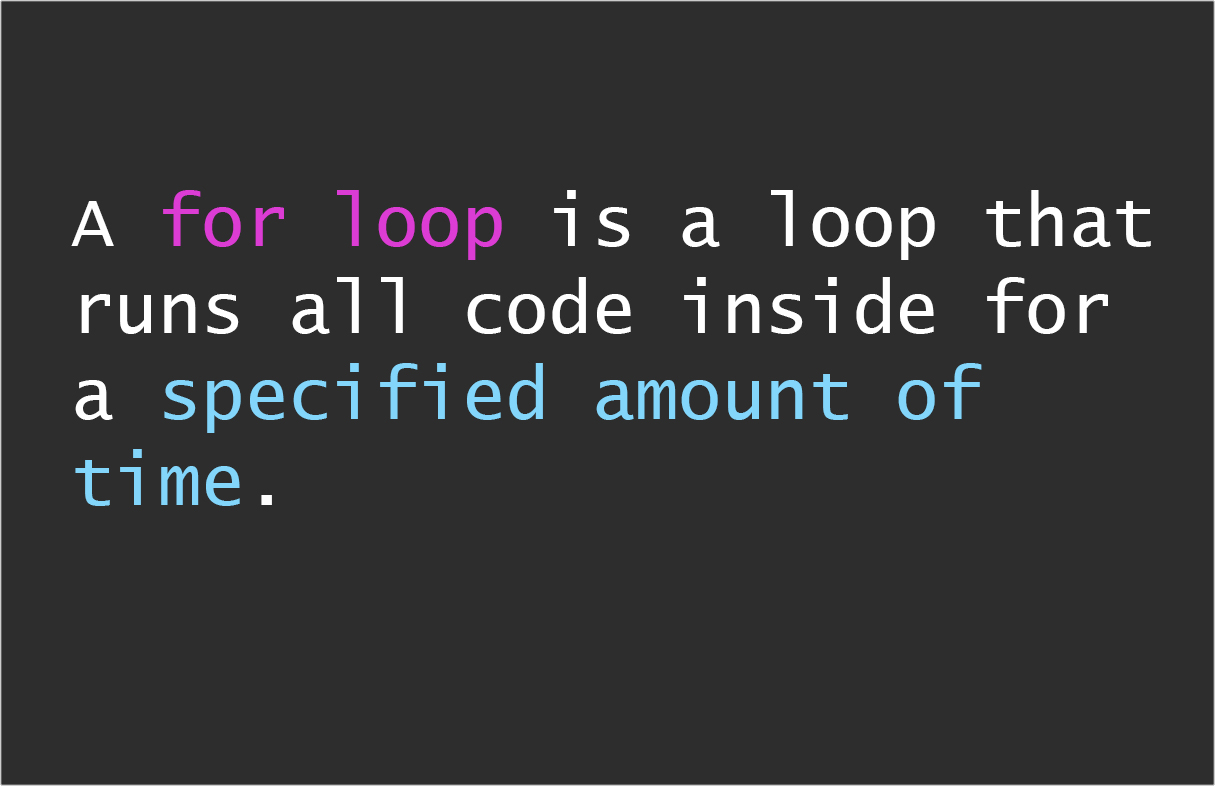 A for loop is a loop that
runs all code inside for
a specified amount of
time.